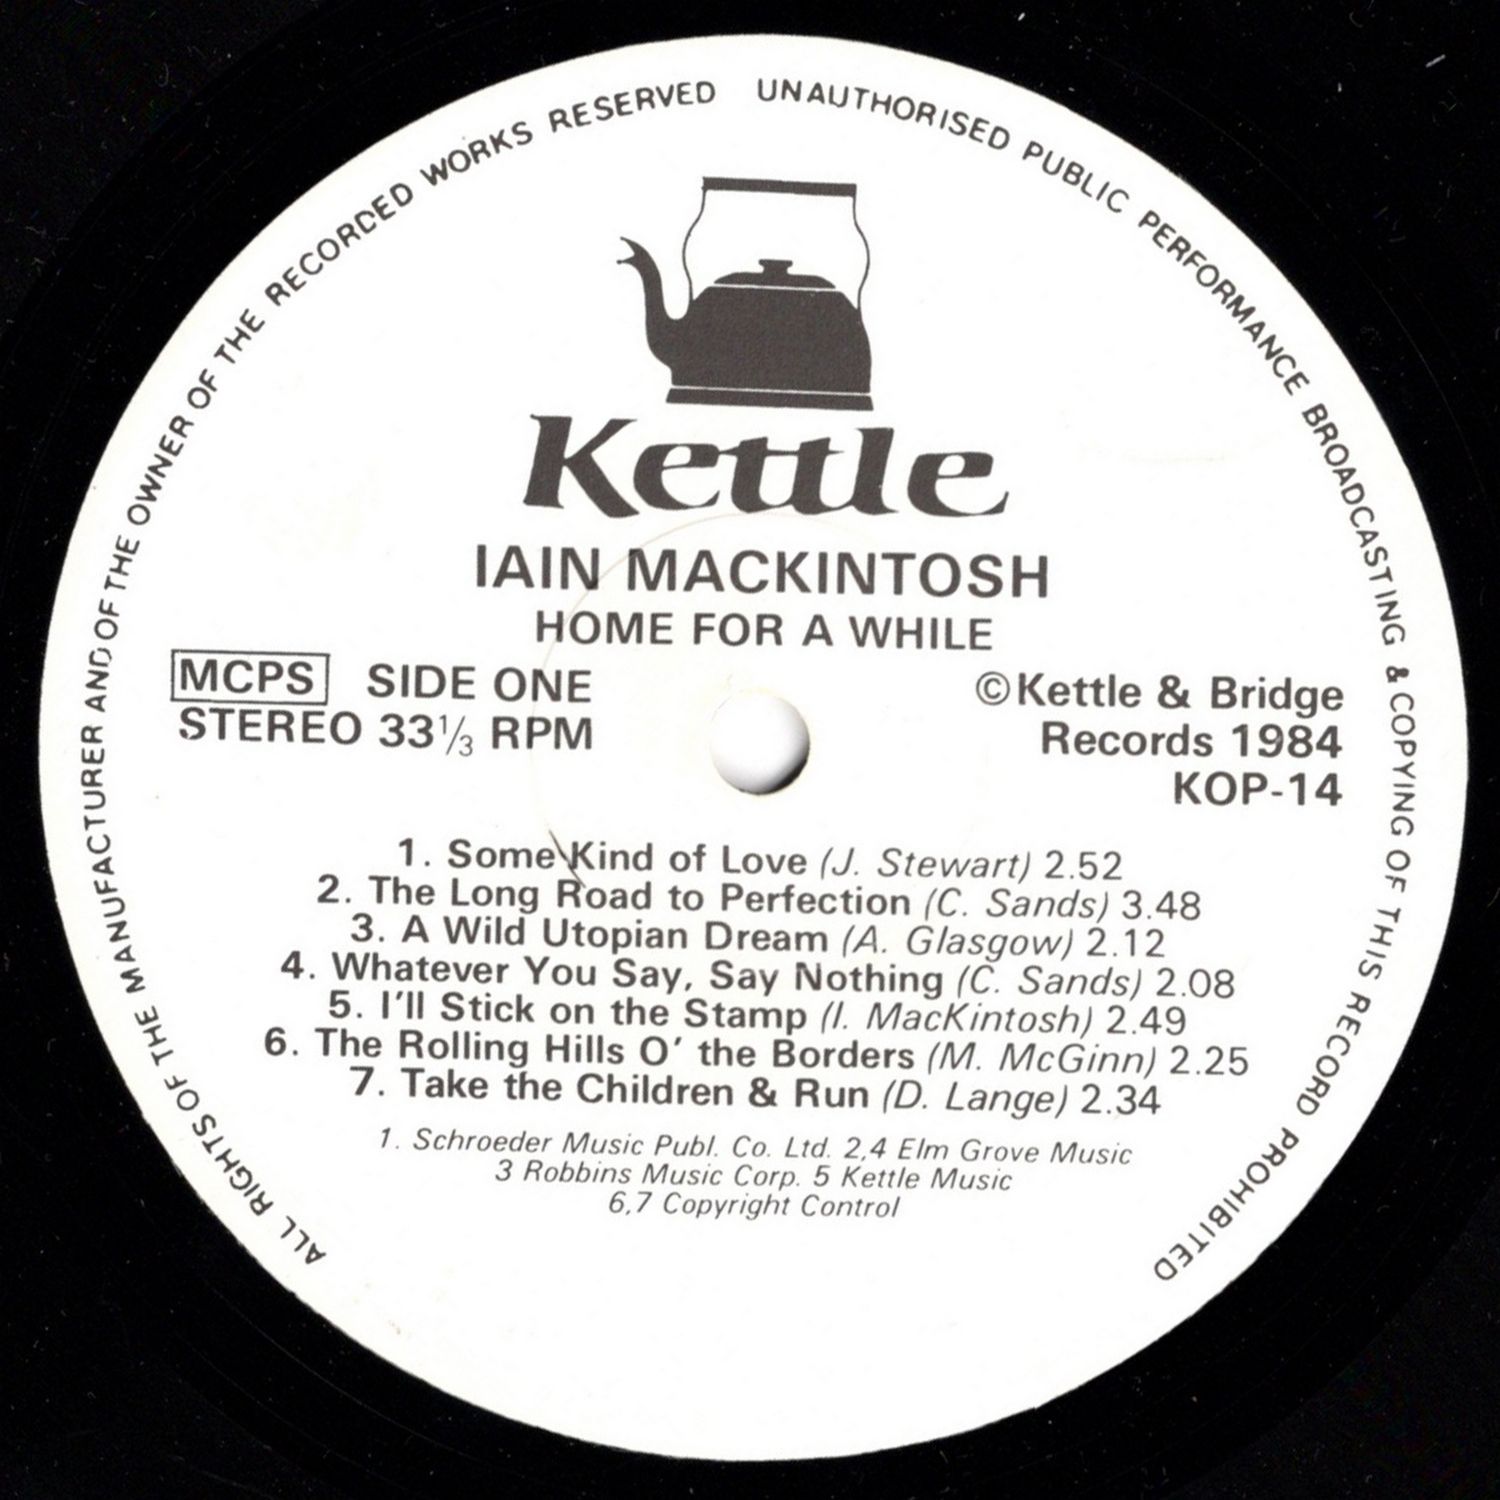 ALL RIGHTS OF THE MANUFACTURER AND OF THE OWNER OF THE RECORDED WORKS RESERVED UNAUTHORISED PUBLIC PERFORMANCE BROADCASTING & COPYING OF THIS RECORD PROHIBITED
Kettle
IAIN MACKINTOSH
HOME FOR A WHILE
MCPS SIDE ONE
STEREO 33⅓ RPM
©Kettle & Bridge
Records 1984
KOP-14
1. Some Kind of Love (J. Stewart) 2.52
2. The Long Road to Perfection (C. Sands) 3.48
3. A Wild Utopian Dream (A. Glasgow) 2.12
4. Whatever You Say, Say Nothing (C. Sands) 2.08
5. I'll Stick on the Stamp (I. MacKintosh) 2.49
6. The Rolling Hills O' the Borders (M. McGinn) 2.25
7. Take the Children & Run (D. Lange) 2.34
1. Schroeder Music Publ. Co. Ltd. 2,4 Elm Grove Music
3 Robbins Music Corp. 5 Kettle Music
6,7 Copyright Control